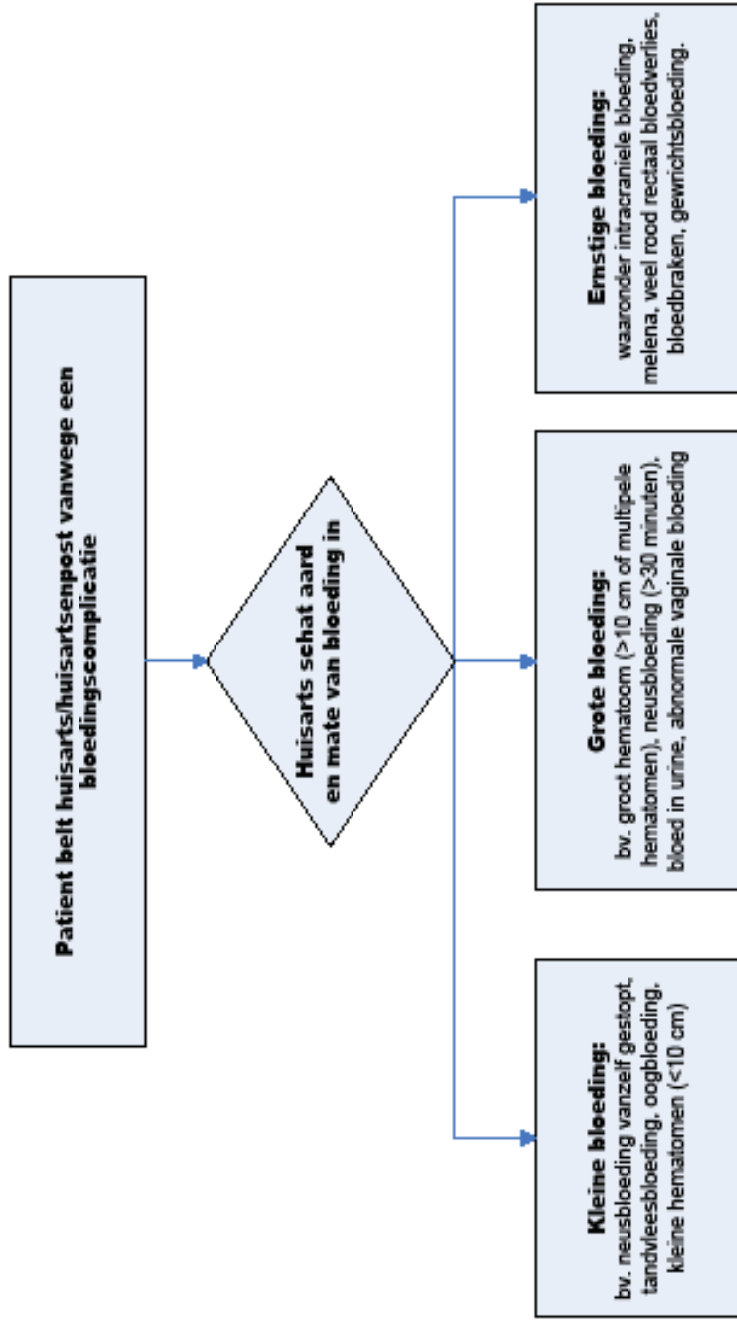 Patient belt huisarts/huisartsenpost vanwege een
bloedingscomplicatie
Huisarts schat aard
en mate van bloeding in
Kleine bloeding:
bv. neusbloeding vanzelf gestopt,
tandvleesbloeding, oogbloeding,
kleine hematomen (<10 cm)
Grote bloeding:
bv. groot hematoom (>10 cm of multipele
hematomen), neusbloeding (>30 minuten),
bloed in urine, abnormale vaginale bloeding
Ernstige bloeding:
waaronder intracraniele bloeding,
melena, veel rood rectaal bloedverlies,
bloedbraken, gewrichtsbloeding.